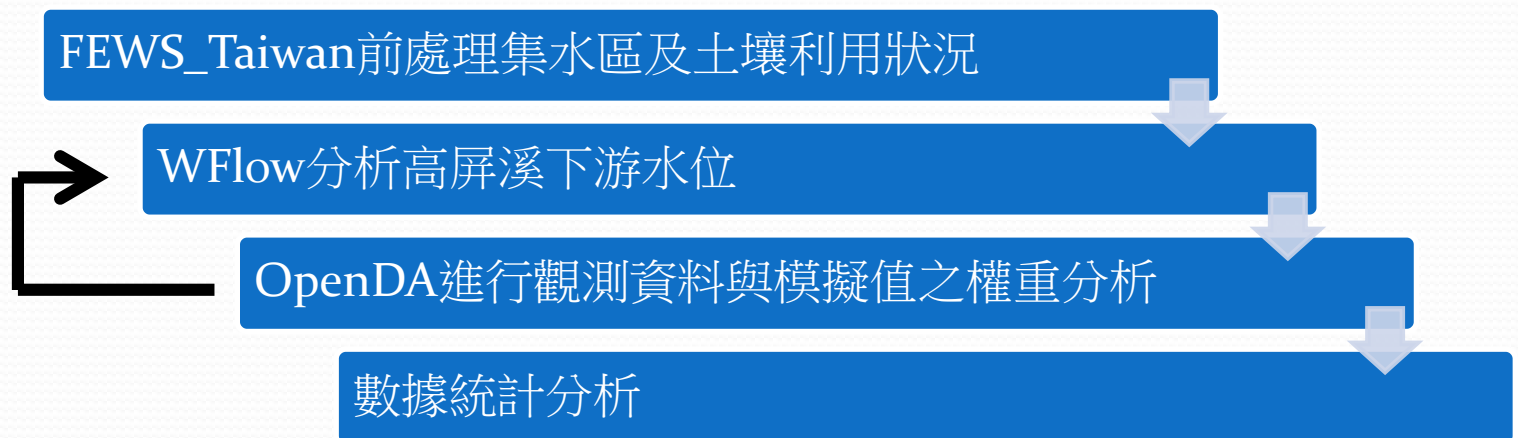 FEWS_Taiwan前處理集水區及土壤利用狀況
WFlow分析高屏溪下游水位
OpenDA進行觀測資料與模擬值之權重分析
數據統計分析